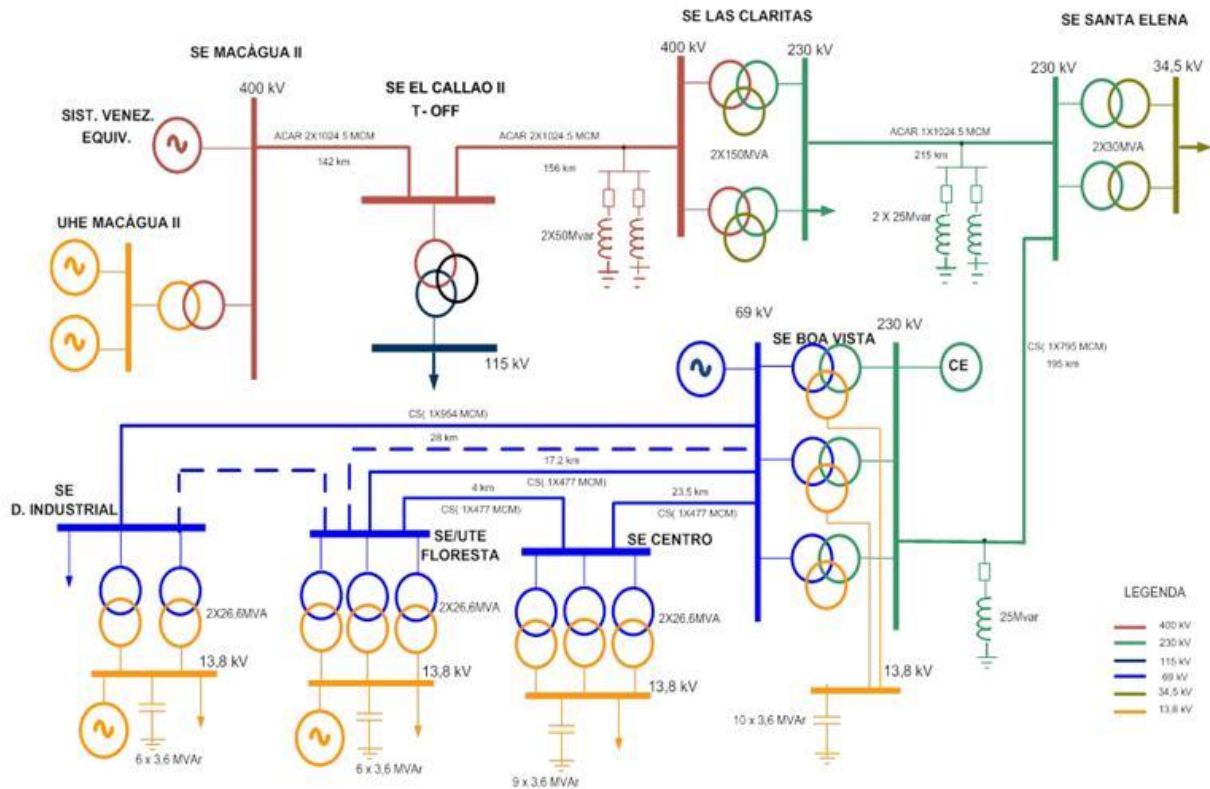 SE LAS CLARITAS
SE SANTA ELENA
SE MACÁGUA II
400 kV
230 kV
230 kV
34,5 kV
400 kV
SE EL CALLAO II
T- OFF
SIST. VENEZ.
EQUIV.
ACAR 2X1024.5 MCM
142 km
ACAR 2X1024.5 MCM
156 km
2X150MVA
ACAR 1X1024.5 MCM
215 km
2X30MVA
UHE MACÁGUA II
2X50Mvar
2 X 25Mvar
69 kV
230 kV
SE BOA VISTA
115 kV
CE
CS( 1X795 MCM)
195 km
CS( 1X954 MCM)
28 km
17,2 km
CS( 1X477 MCM)
4 km
CS( 1X477 MCM)
23,5 km
CS( 1X477 MCM)
SE
D. INDUSTRIAL
SE/UTE
FLORESTA
SE CENTRO
2X26,6MVA
2X26,6MVA
2X26,6MVA
25Mvar
LEGENDA
400 kV
230 kV
115 kV
69 kV
34,5 kV
13,8 kV
13,8 kV
13,8 kV
13,8 kV
13,8 kV
10 x 3,6 MVAr
6 x 3,6 MVAr
6 x 3,6 MVAr
9 x 3,6 MVAr